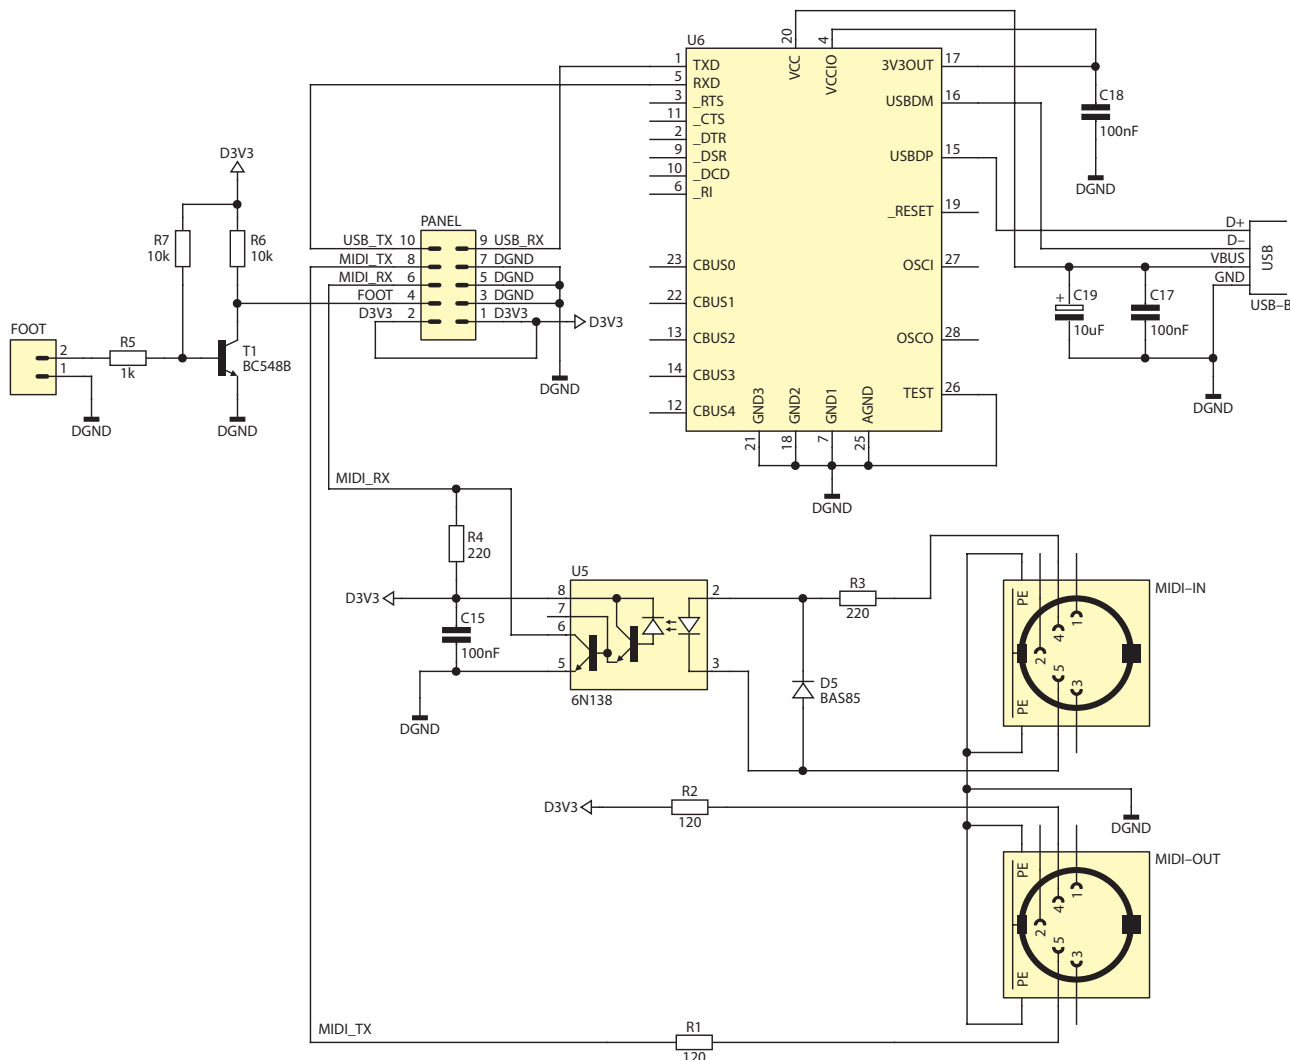 U6
20
4
VCC
VCCIO
1 TXD
5 RXD
3 _RTS
11 _CTS
2 _DTR
9 _DSR
10 _DCD
6 _RI
23 CBUS0
22 CBUS1
13 CBUS2
14 CBUS3
12 CBUS4
3V3OUT 17
USBDM 16
USBDP 15
_RESET 19
OSCI 27
OSCO 28
TEST 26
GND3
GND2
GND1
AGND
21
18
7
25
DGND
C18
100nF
DGND
D+
D–
VBUS
GND
USB
USB–B
+
C19
10uF
C17
100nF
DGND
D3V3
R7
10k
R6
10k
FOOT
2
1
R5
1k
T1
BC548B
DGND
DGND
PANEL
USB_TX 10
9 USB_RX
MIDI_TX 8
7 DGND
MIDI_RX 6
5 DGND
FOOT 4
3 DGND
D3V3 2
1 D3V3
D3V3
DGND
MIDI_RX
R4
220
D3V3
C15
100nF
DGND
U5
8
7
6
5
2
3
6N138
R3
220
D5
BAS85
MIDI–IN
PE
PE
1
4
2
5
3
D3V3
R2
120
DGND
MIDI–OUT
PE
PE
1
4
2
5
3
MIDI_TX
R1
120